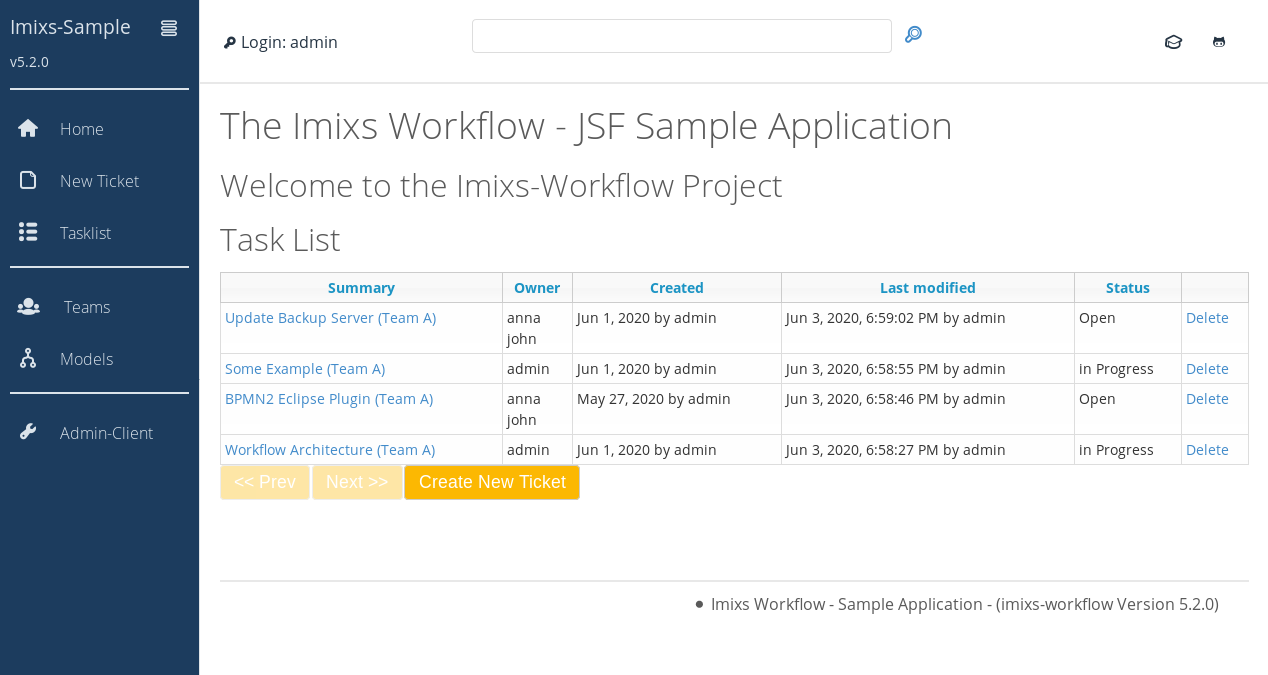 Imixs-Sample
v5.2.0
Home
New Ticket
Tasklist
Teams
Models
Admin-Client
Login: admin
The Imixs Workflow - JSF Sample Application
Welcome to the Imixs-Workflow Project
Task List
Summary Owner Created Last modified Status
Update Backup Server (Team A) anna Jun 1, 2020 by admin Jun 3, 2020, 6:59:02 PM by admin Open Delete
john
Some Example (Team A) admin Jun 1, 2020 by admin Jun 3, 2020, 6:58:55 PM by admin in Progress Delete
BPMN2 Eclipse Plugin (Team A) anna May 27, 2020 by admin Jun 3, 2020, 6:58:46 PM by admin Open Delete
john
Workflow Architecture (Team A) admin Jun 1, 2020 by admin Jun 3, 2020, 6:58:27 PM by admin in Progress Delete
<< Prev Next >> Create New Ticket
Imixs Workflow - Sample Application - (imixs-workflow Version 5.2.0)